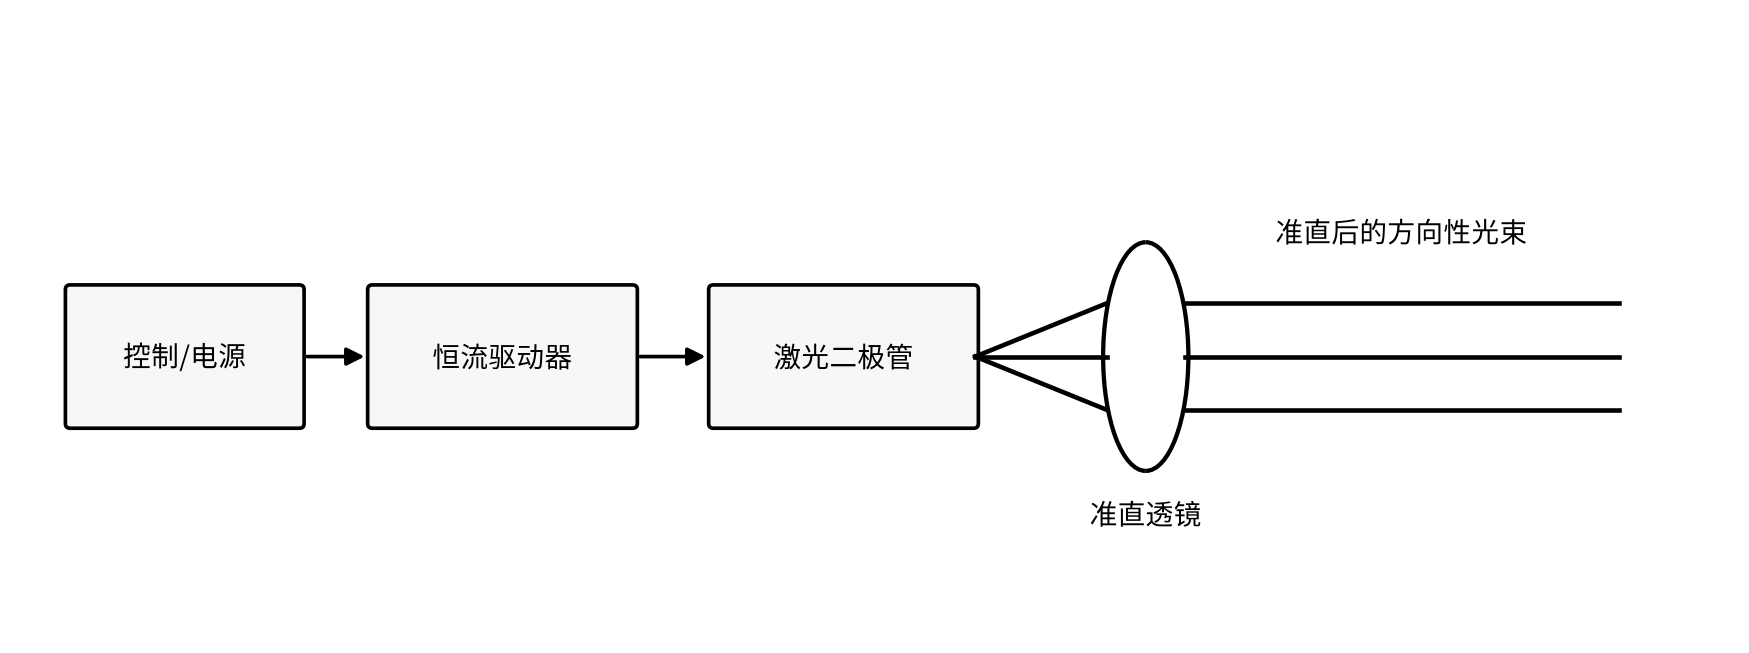 准直后的方向性光束
控制/电源
恒流驱动器
激光二极管
准直透镜